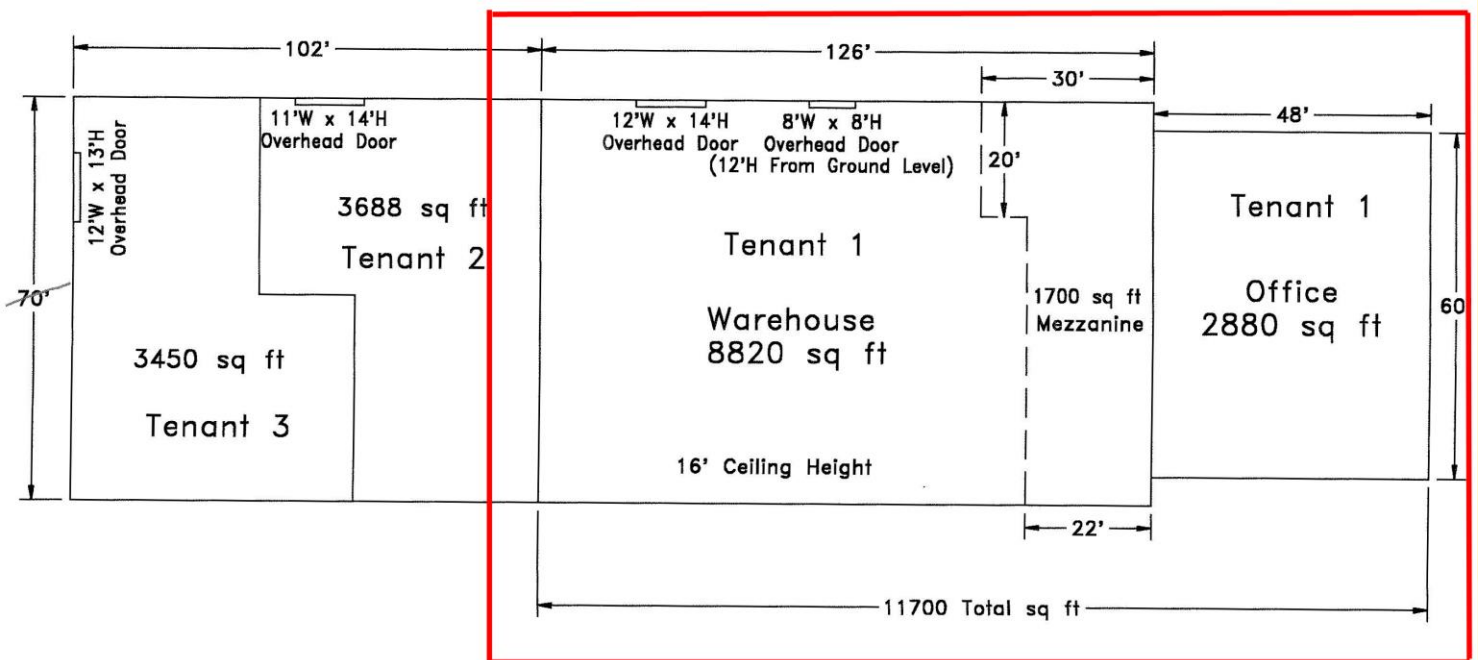 102'
126'
30'
48'
11'W x 14'H
Overhead Door
12'W x 14'H
Overhead Door
8'W x 8'H
Overhead Door
(12'H From Ground Level)
12'W x 13'H
Overhead Door
20'
70'
60
3688 sq ft
Tenant 2
Tenant 1
Warehouse
8820 sq ft
1700 sq ft
Mezzanine
Tenant 1
Office
2880 sq ft
3450 sq ft
Tenant 3
16' Ceiling Height
22'
11700 Total sq ft